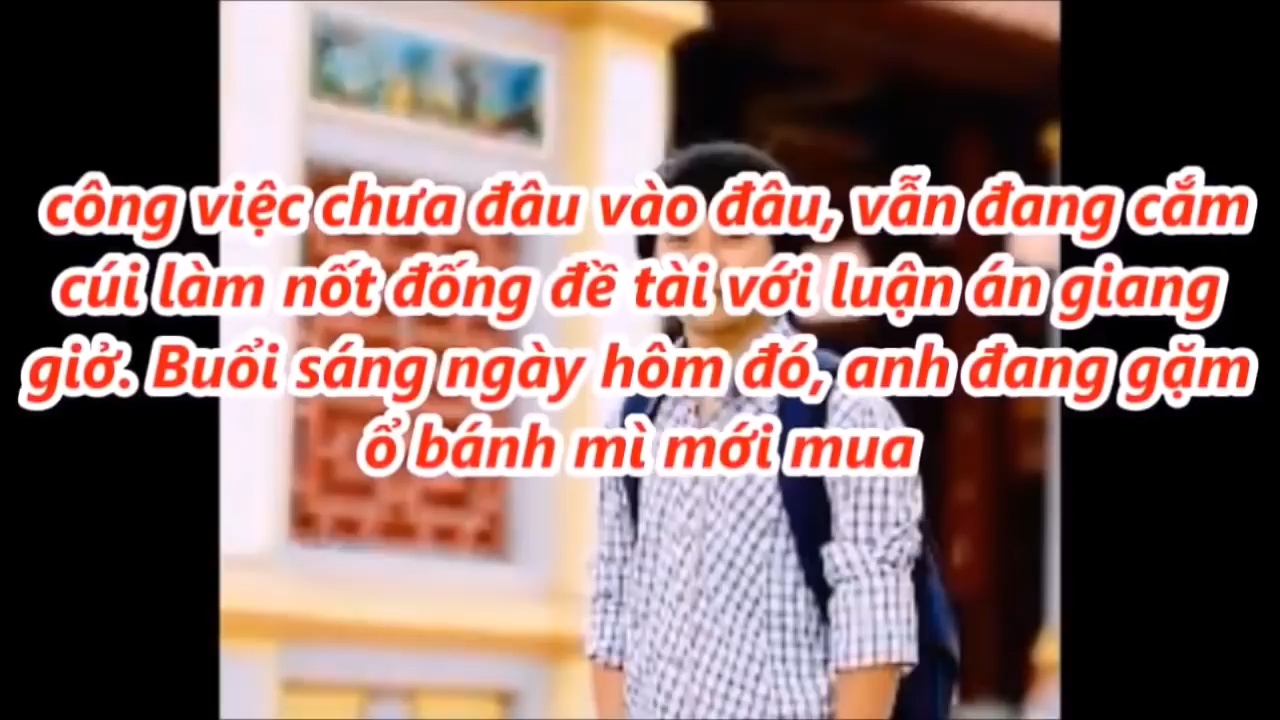 công việc chưa đâu vào đâu, vẫn đang cắm
cúi làm nốt đống đề tài với luận án giang
giở. Buổi sáng ngày hôm đó, anh đang gặm
ổ bánh mì mới mua